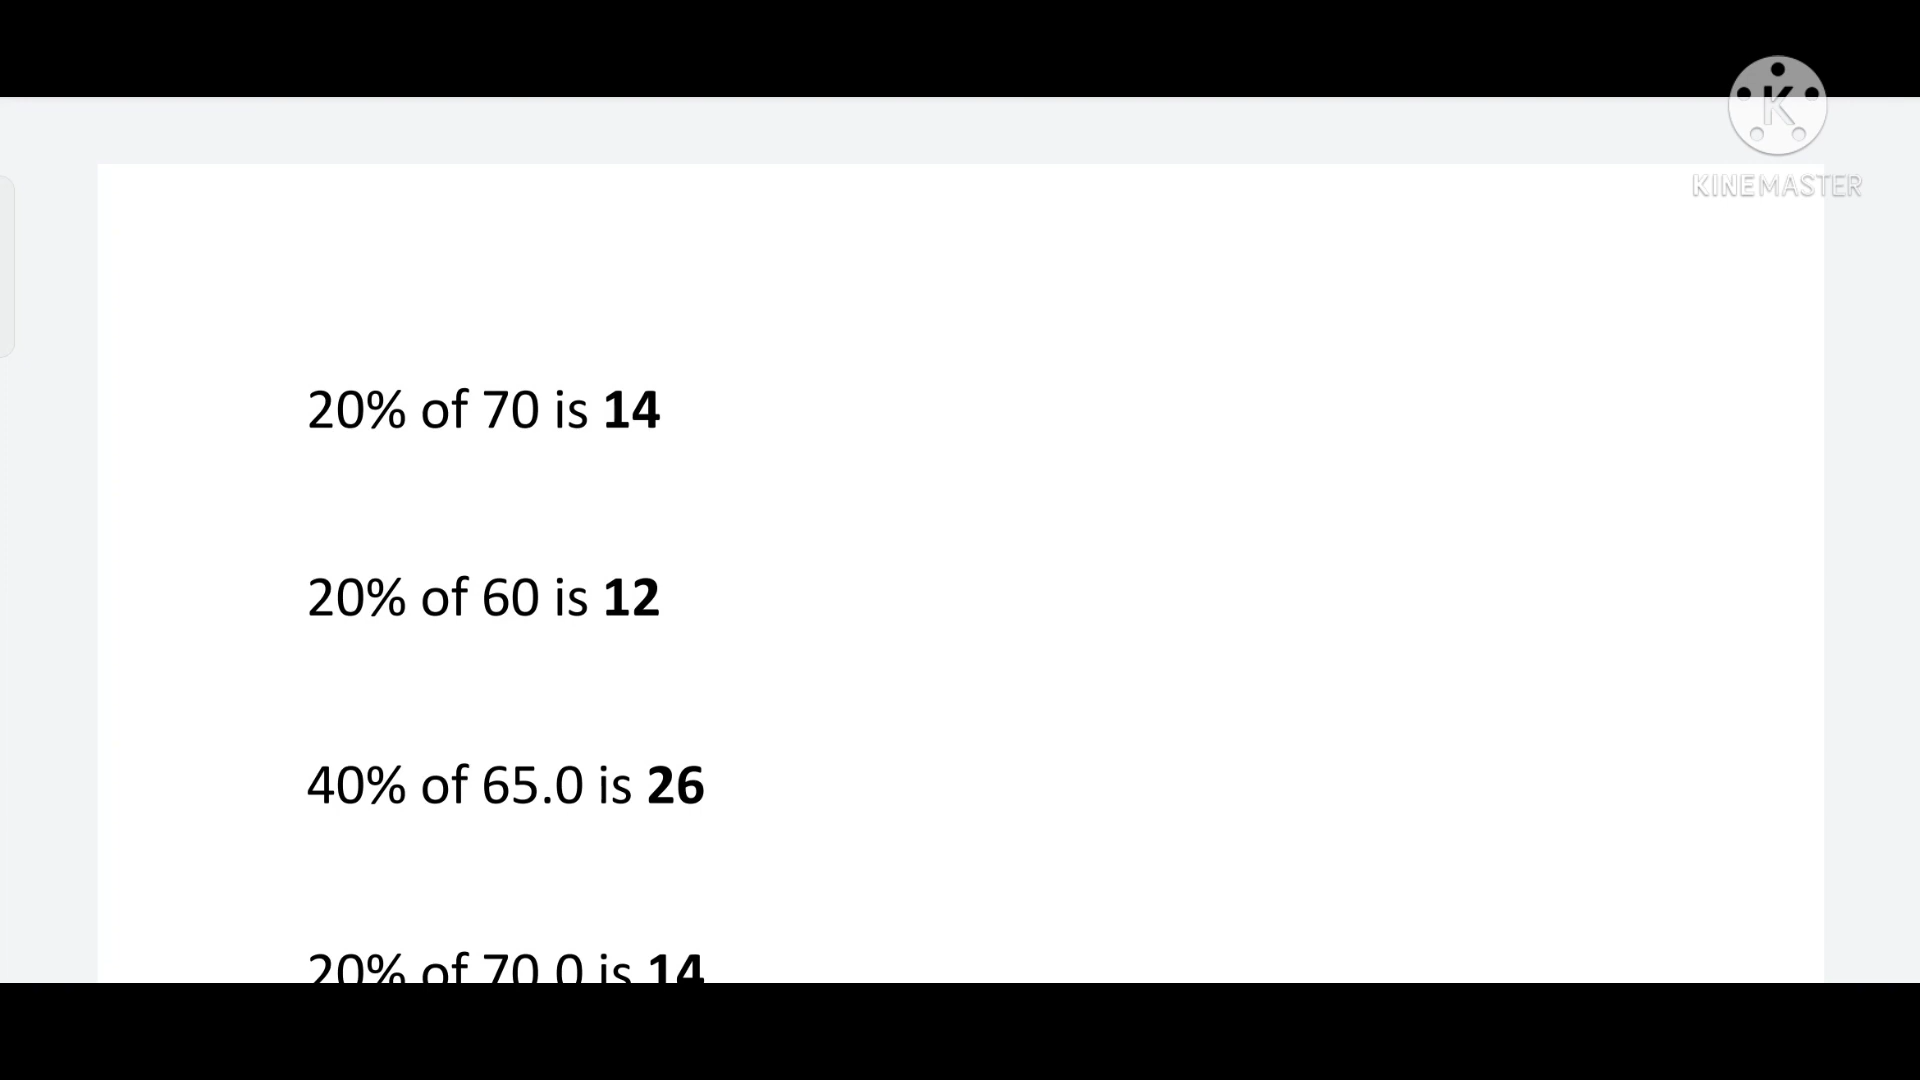 K
KINEMASTER
20% of 70 is 14
20% of 60 is 12
40% of 65.0 is 26
20% of 70.0 is 14